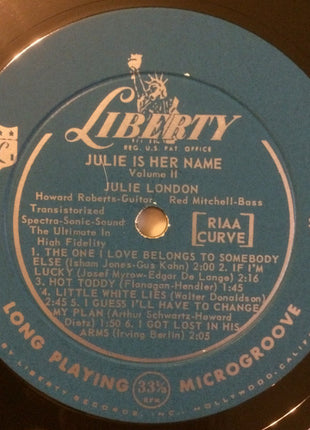 LIBERTY
REG. U.S. PAT. OFFICE
JULIE IS HER NAME
Volume II
JULIE LONDON
Howard Roberts-Guitar Red Mitchell-Bass
Transistorized
Spectra-Sonic-Sound
The Ultimate In
High Fidelity
RIAA
CURVE
1. THE ONE I LOVE BELONGS TO SOMEBODY
ELSE (Isham Jones-Gus Kahn) 2:00 2. IF I'M
LUCKY (Josef Myrow-Edgar De Lange) 2:16
3. HOT TODDY (Flanagan-Hendler) 1:45
4. LITTLE WHITE LIES (Walter Donaldson)
2:45 5. I GUESS I'LL HAVE TO CHANGE
MY PLAN (Arthur Schwartz-Howard
Dietz) 1:50 6. I GOT LOST IN HIS
ARMS (Irving Berlin) 2:05
LONG PLAYING 33⅓ RPM MICROGROOVE
BY LIBERTY RECORDS, INC., HOLLYWOOD, CALIF